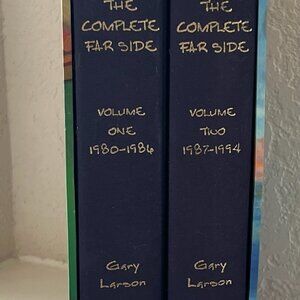 THE
COMPLETE
FAR SIDE
VOLUME
ONE
1980-1986
Gary
Larson
THE
COMPLETE
FAR SIDE
VOLUME
TWO
1987-1994
Gary
Larson